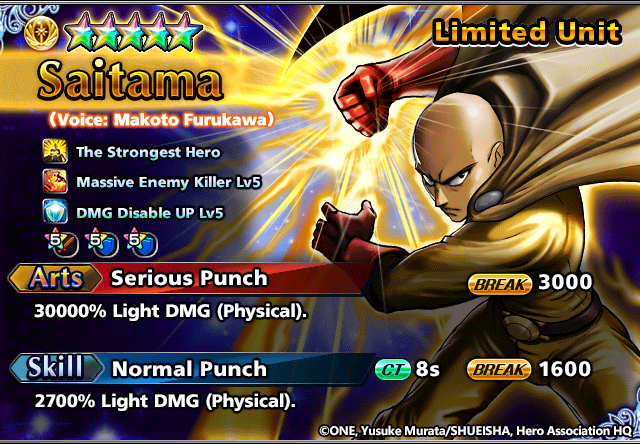 Limited Unit
Saitama
(Voice: Makoto Furukawa)
The Strongest Hero
Massive Enemy Killer Lv5
DMG Disable UP Lv5
5 5 5
Arts Serious Punch BREAK 3000
30000% Light DMG (Physical).
Skill Normal Punch CT 8s BREAK 1600
2700% Light DMG (Physical).
©ONE, Yusuke Murata/SHUEISHA, Hero Association HQ